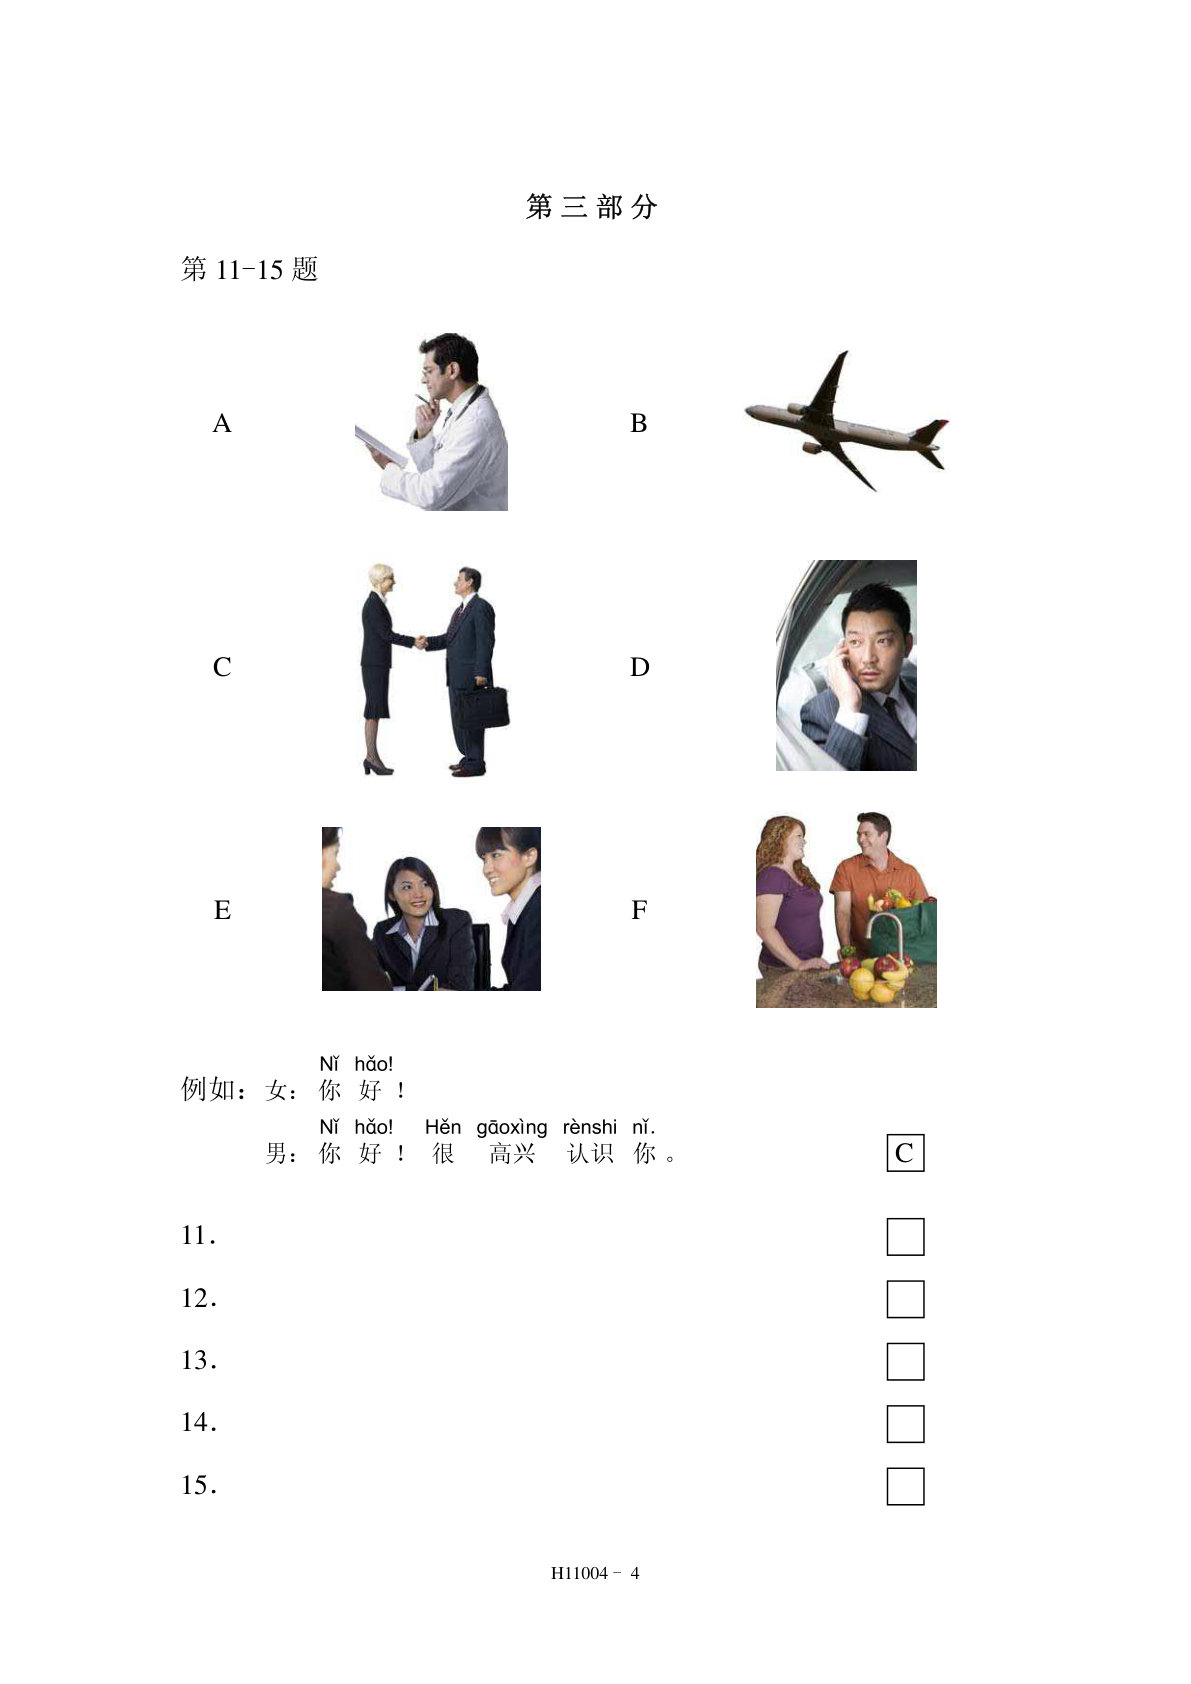 第三部分
第 11-15 题
A
B
C
D
E
F
Nǐ hǎo!
例如：女：你好！
Nǐ hǎo! Hěn gāoxìng rènshi nǐ.
男：你好！很高兴认识你。
C
11.
12.
13.
14.
15.
H11004 - 4